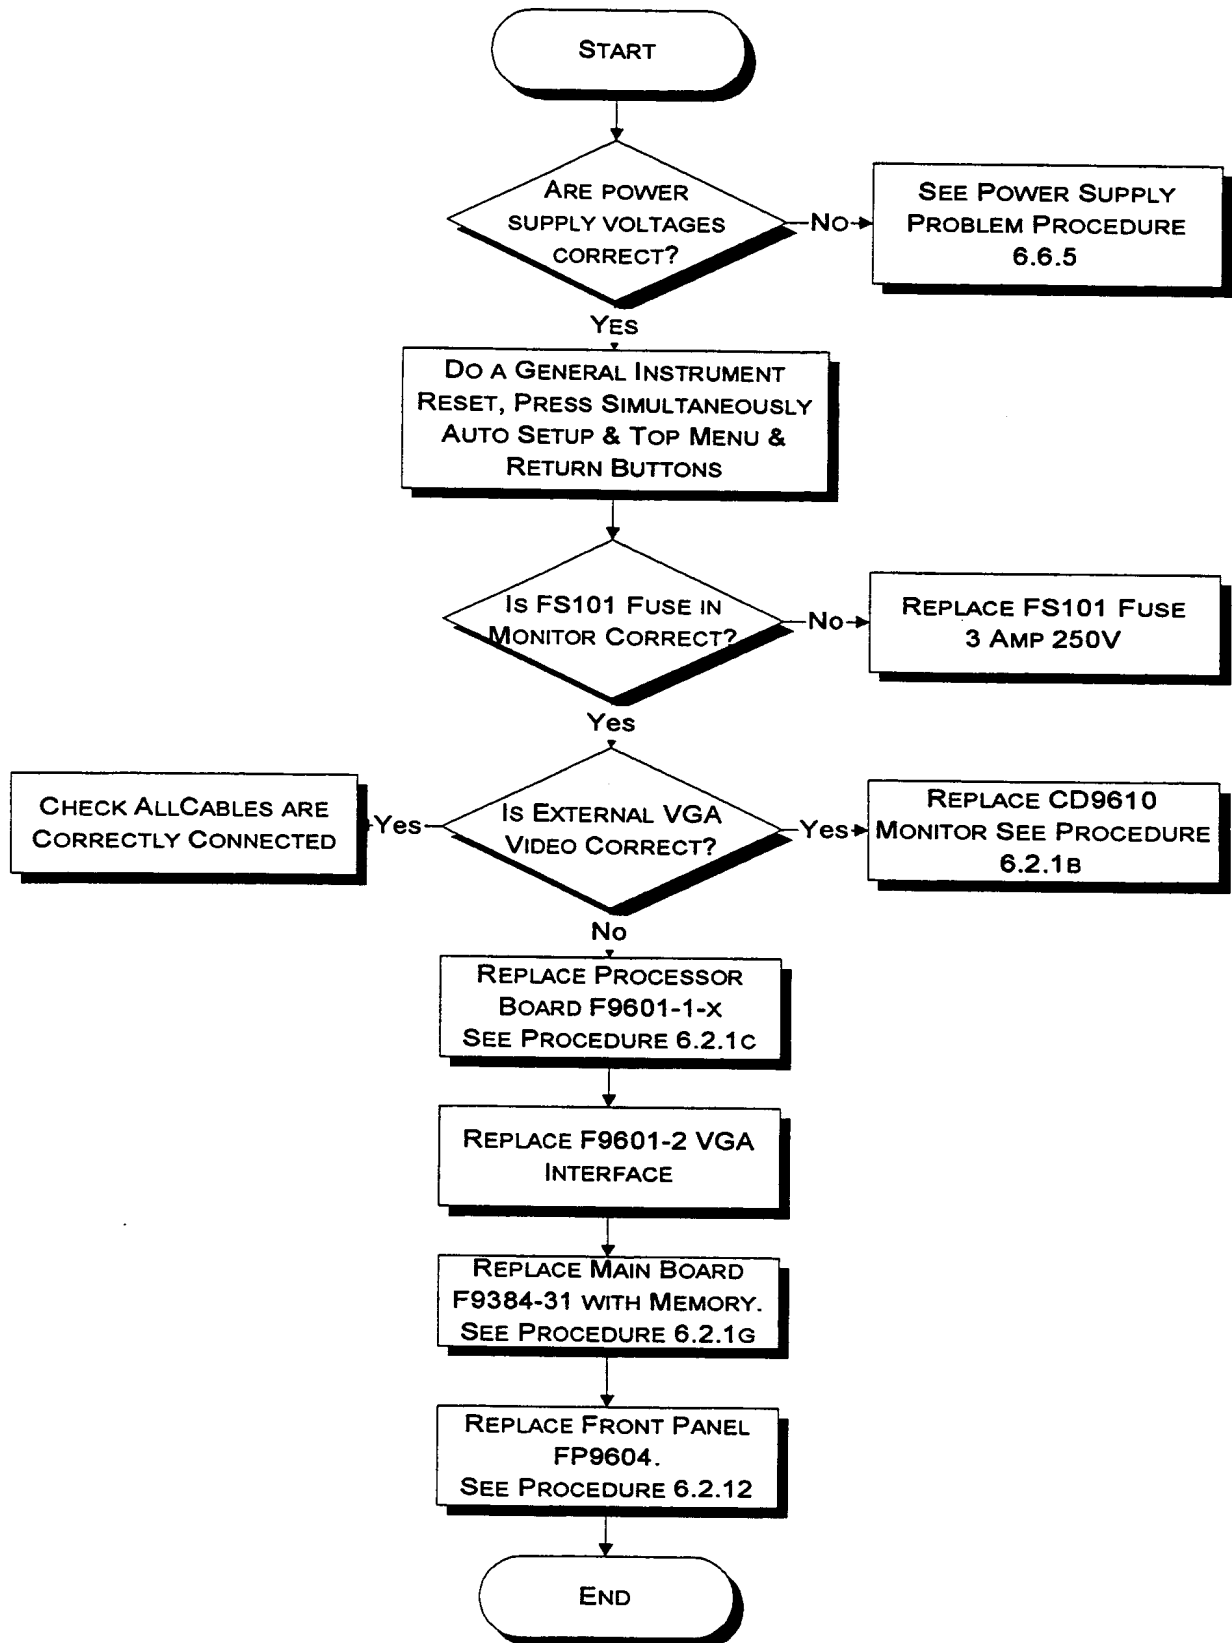 START
ARE POWER
SUPPLY VOLTAGES
CORRECT?
NO
SEE POWER SUPPLY
PROBLEM PROCEDURE
6.6.5
YES
DO A GENERAL INSTRUMENT
RESET, PRESS SIMULTANEOUSLY
AUTO SETUP & TOP MENU &
RETURN BUTTONS
IS FS101 FUSE IN
MONITOR CORRECT?
No
REPLACE FS101 FUSE
3 AMP 250V
Yes
CHECK ALLCABLES ARE
CORRECTLY CONNECTED
Yes
IS EXTERNAL VGA
VIDEO CORRECT?
Yes
REPLACE CD9610
MONITOR SEE PROCEDURE
6.2.1B
No
REPLACE PROCESSOR
BOARD F9601-1-X
SEE PROCEDURE 6.2.1C
REPLACE F9601-2 VGA
INTERFACE
REPLACE MAIN BOARD
F9384-31 WITH MEMORY.
SEE PROCEDURE 6.2.1G
REPLACE FRONT PANEL
FP9604.
SEE PROCEDURE 6.2.12
END